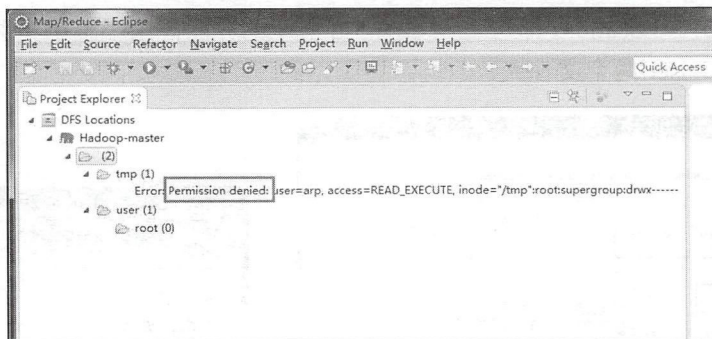 Map/Reduce - Eclipse
File Edit Source Refactor Navigate Search Project Run Window Help
Quick Access
Project Explorer
DFS Locations
Hadoop-master
(2)
tmp (1)
Error: Permission denied: user=arp, access=READ_EXECUTE, inode="/tmp":root:supergroup:drwx------
user (1)
root (0)